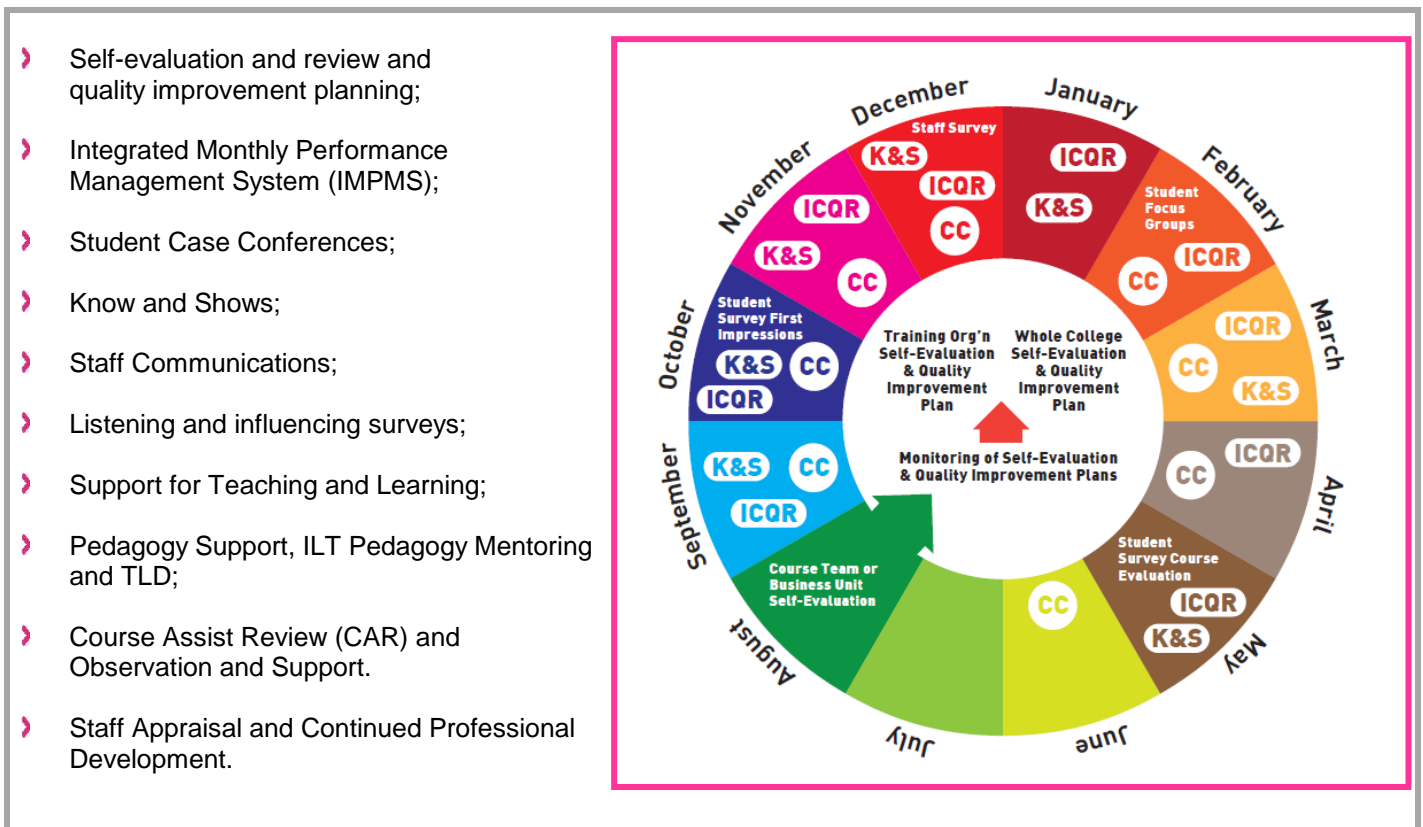 Self-evaluation and review and
quality improvement planning;
Integrated Monthly Performance
Management System (IMPMS);
Student Case Conferences;
Know and Shows;
Staff Communications;
Listening and influencing surveys;
Support for Teaching and Learning;
Pedagogy Support, ILT Pedagogy Mentoring
and TLD;
Course Assist Review (CAR) and
Observation and Support.
Staff Appraisal and Continued Professional
Development.
January
ICQR
K&S
February
Student
Focus
Groups
ICQR
CC
March
ICQR
CC
K&S
April
ICQR
CC
May
Student
Survey Course
Evaluation
ICQR
K&S
June
CC
July
August
Course Team or
Business Unit
Self-Evaluation
September
K&S
CC
ICQR
October
Student
Survey First
Impressions
K&S
CC
ICQR
November
ICQR
K&S
CC
December
Staff Survey
K&S
ICQR
CC
Training Org'n
Self-Evaluation
& Quality
Improvement
Plan
Whole College
Self-Evaluation
& Quality
Improvement
Plan
Monitoring of Self-Evaluation
& Quality Improvement Plans